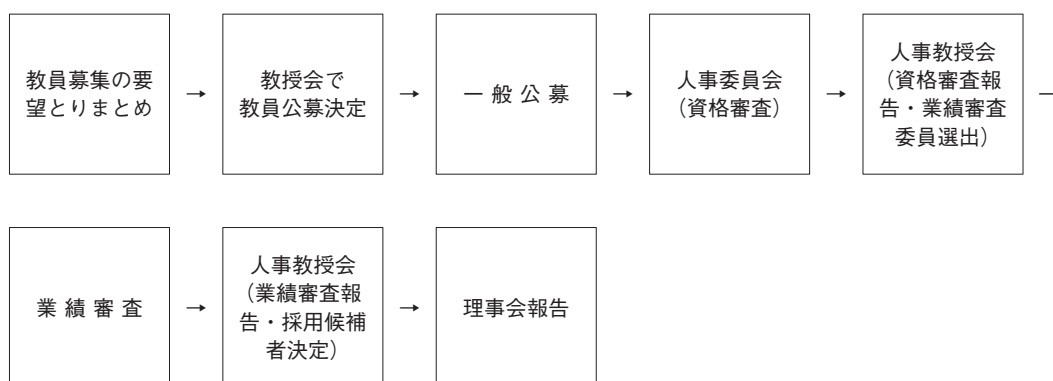 教員募集の要
望とりまとめ
→
教授会で
教員公募決定
→
一 般 公 募
→
人事委員会
（資格審査）
→
人事教授会
（資格審査報
告・業績審査
委員選出）
業 績 審 査
→
人事教授会
（業績審査報
告・採用候補
者決定）
→
理事会報告